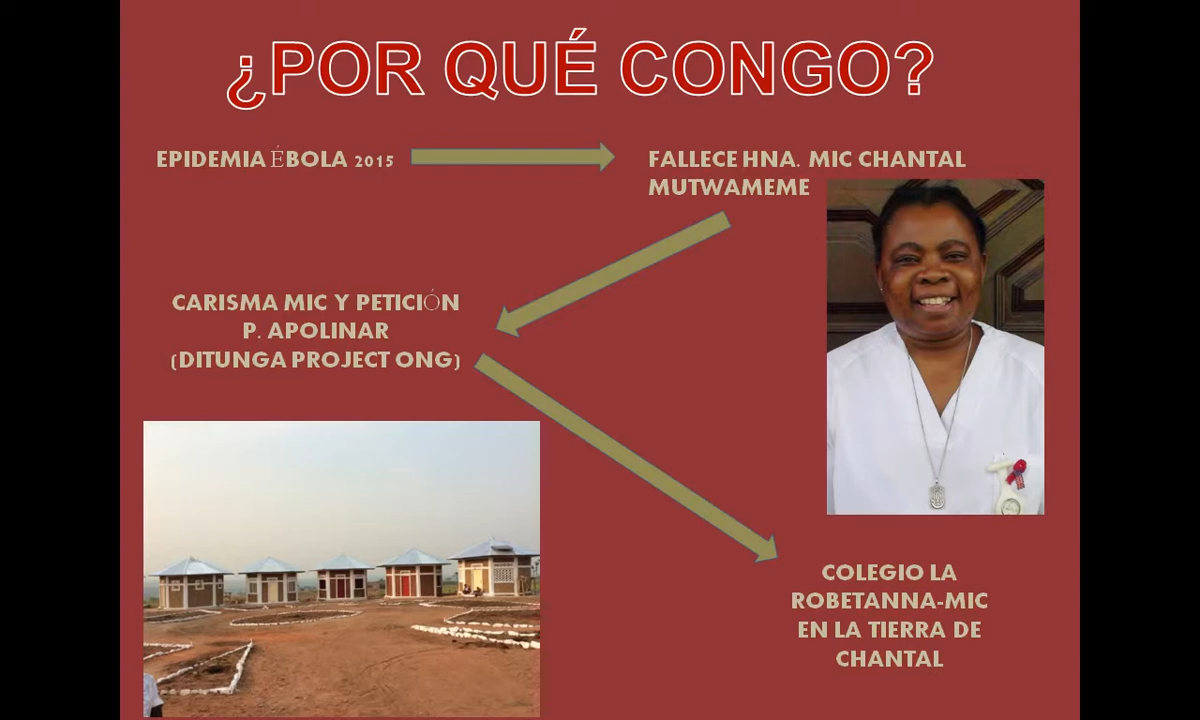 ¿POR QUÉ CONGO?
EPIDEMIA ÉBOLA 2015
FALLECE HNA. MIC CHANTAL
MUTWAMEME
CARISMA MIC Y PETICIÓN
P. APOLINAR
(DITUNGA PROJECT ONG)
COLEGIO LA
ROBETANNA-MIC
EN LA TIERRA DE
CHANTAL